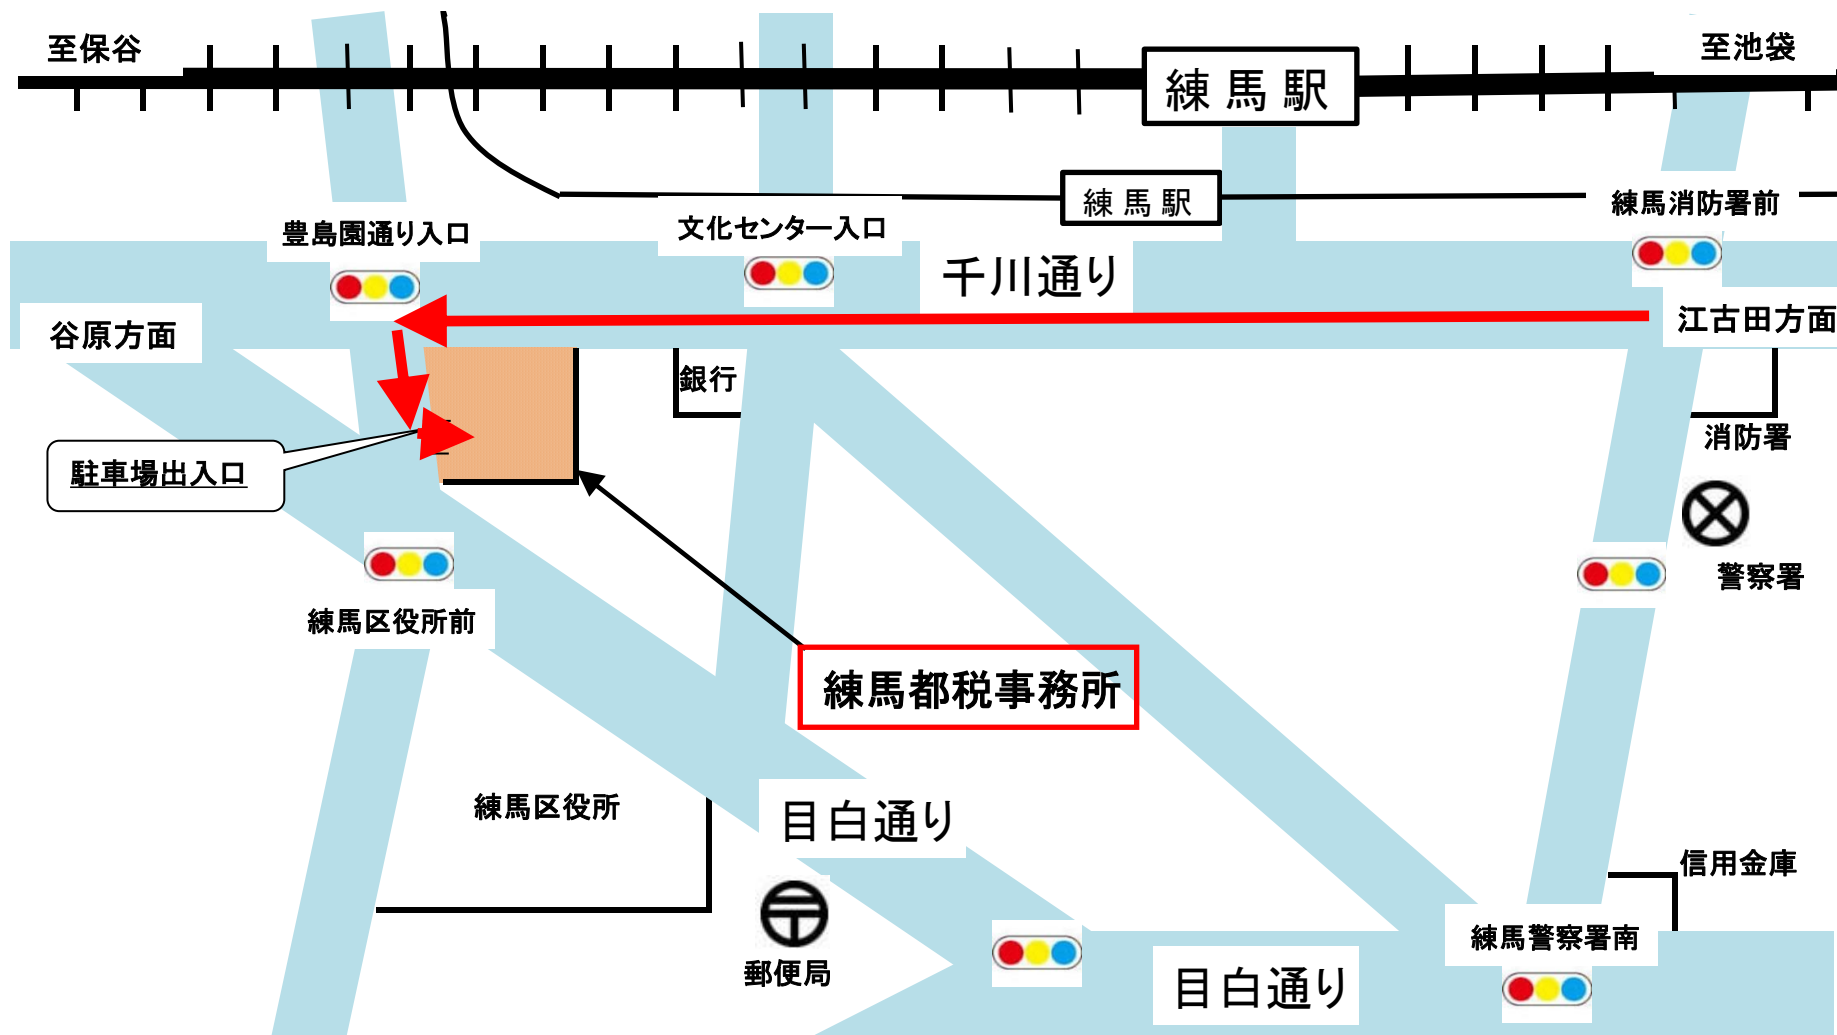 至保谷
至池袋
練馬駅
練馬駅
練馬消防署前
豊島園通り入口
文化センター入口
千川通り
谷原方面
江古田方面
銀行
消防署
駐車場出入口
警察署
練馬区役所前
練馬都税事務所
練馬区役所
目白通り
信用金庫
練馬警察署南
郵便局
目白通り